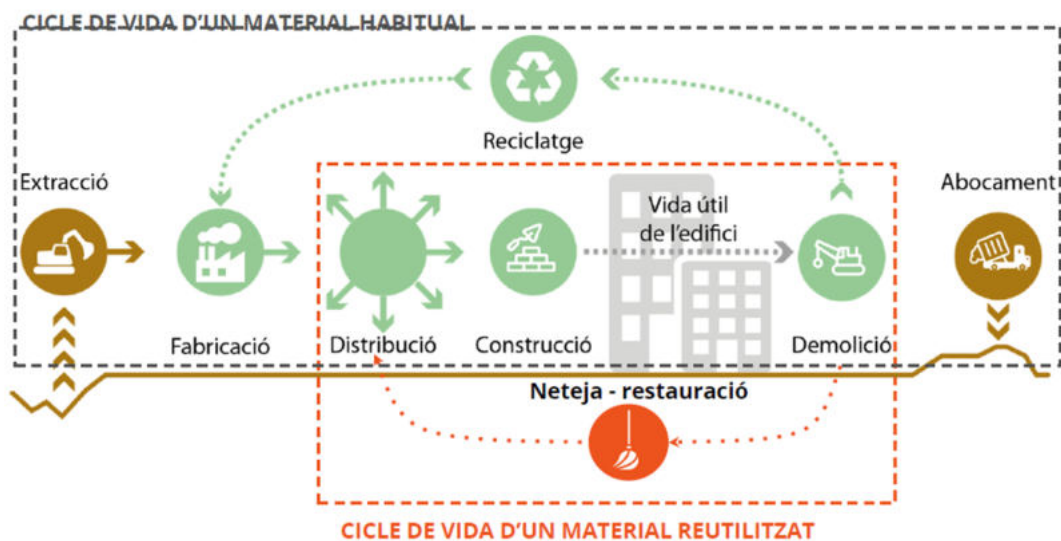 CICLE DE VIDA D'UN MATERIAL HABITUAL
Reciclatge
Extracció
Abocament
Vida útil
de l'edifici
Fabricació
Distribució
Construcció
Demolició
Neteja - restauració
CICLE DE VIDA D'UN MATERIAL REUTILITZAT